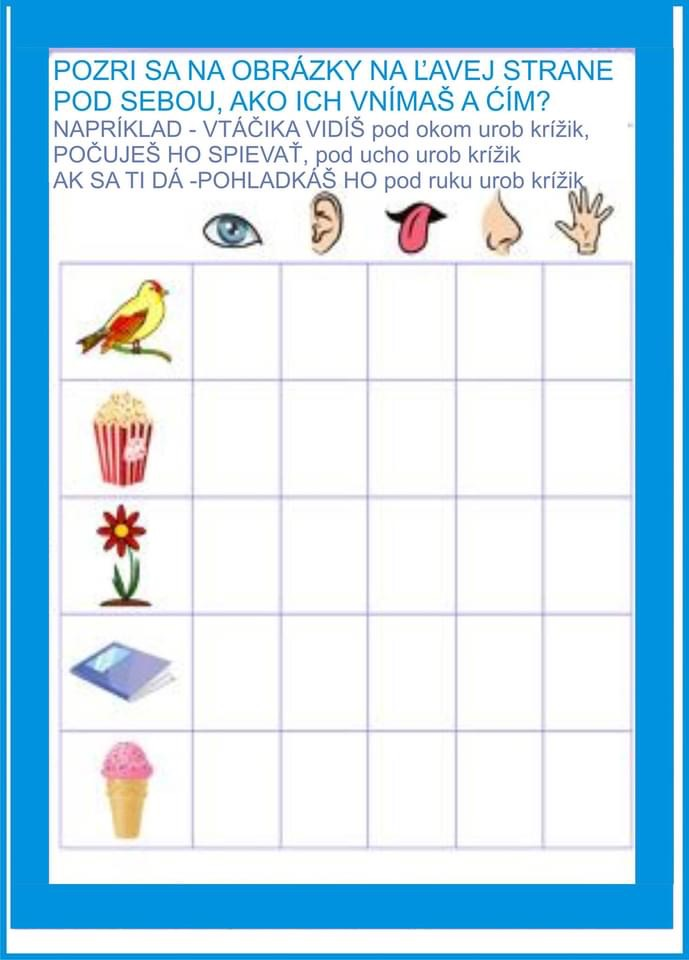 POZRI SA NA OBRÁZKY NA ĽAVEJ STRANE
POD SEBOU, AKO ICH VNÍMAŠ A ĆÍM?
NAPRÍKLAD - VTÁČIKA VIDÍŠ pod okom urob krížik,
POČUJEŠ HO SPIEVAŤ, pod ucho urob krížik
AK SA TI DÁ -POHLADKÁŠ HO pod ruku urob krížik